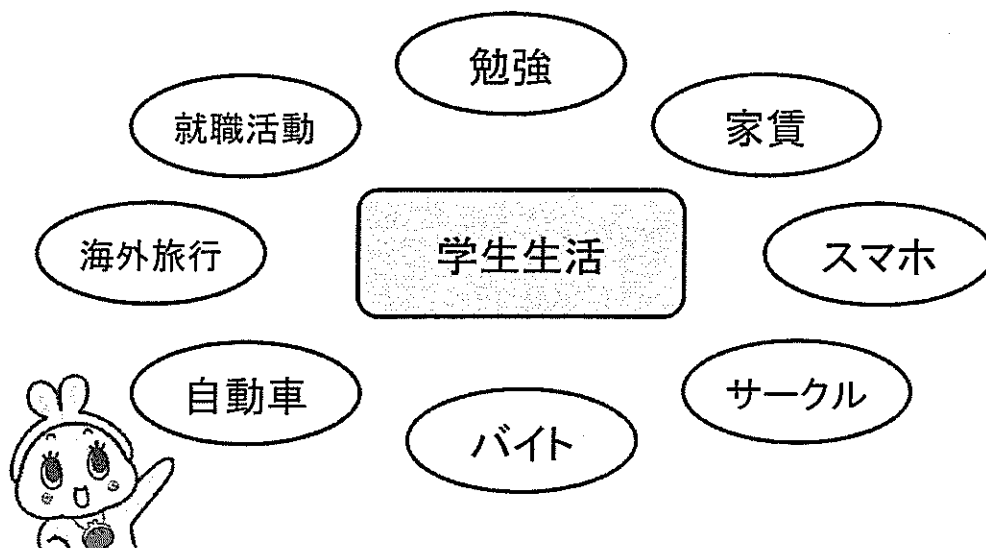 勉強
就職活動
家賃
海外旅行
学生生活
スマホ
自動車
サークル
バイト